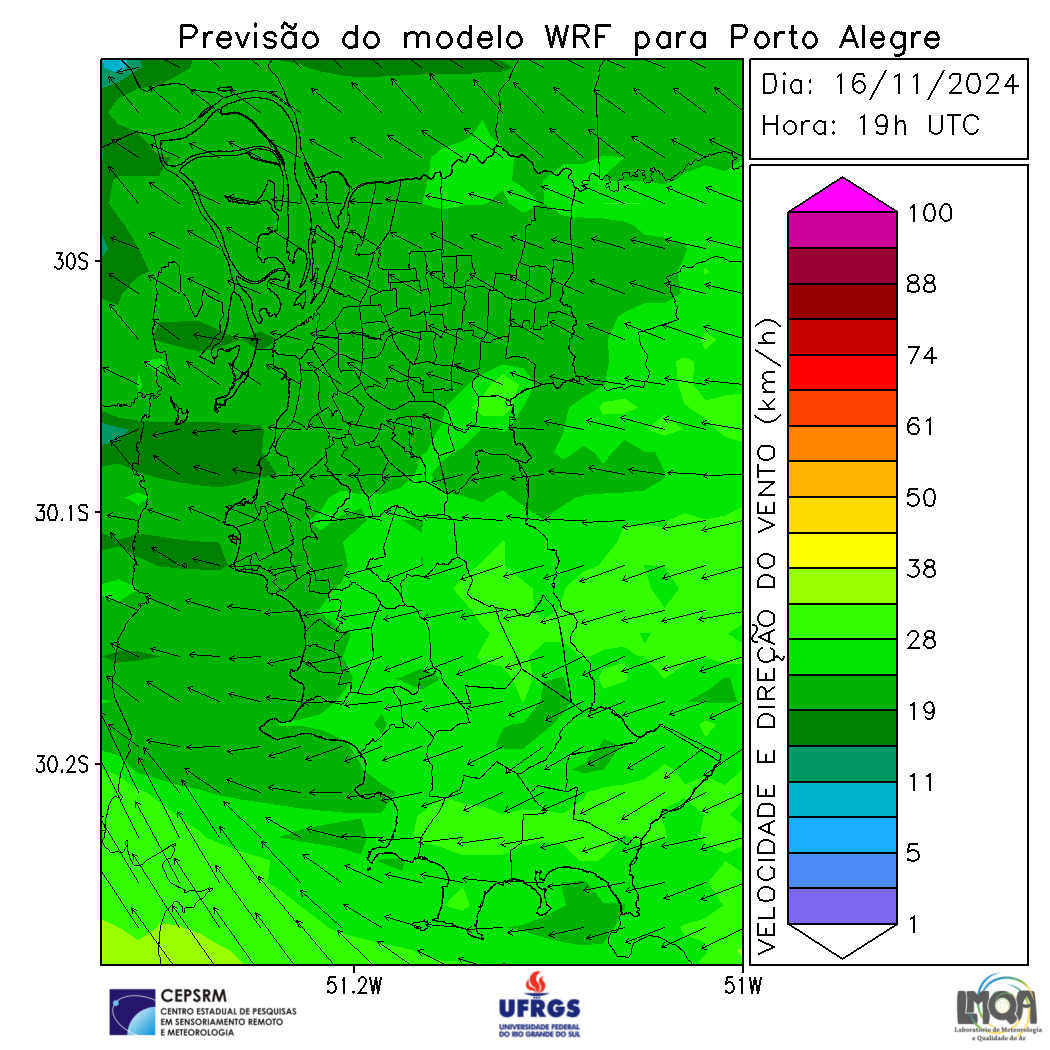 Previsão do modelo WRF para Porto Alegre
Dia: 16/11/2024
Hora: 19h UTC
30S
30.1S
30.2S
51.2W
51W
VELOCIDADE E DIREÇÃO DO VENTO (km/h)
100
88
74
61
50
38
28
19
11
5
1
CEPSRM
CENTRO ESTADUAL DE PESQUISAS
EM SENSORIAMENTO REMOTO
E METEOROLOGIA
UFRGS
UNIVERSIDADE FEDERAL
DO RIO GRANDE DO SUL
LMQA
Laboratório de Meteorologia
e Qualidade do Ar